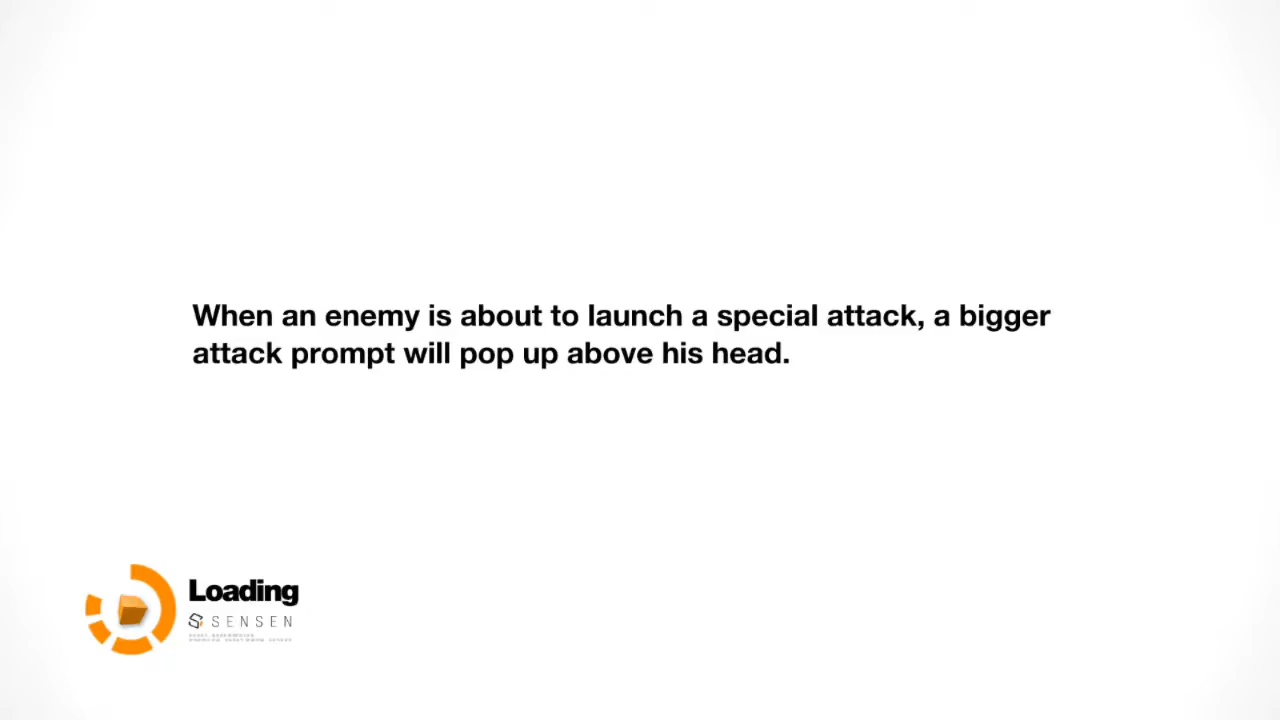 When an enemy is about to launch a special attack, a bigger
attack prompt will pop up above his head.
Loading
SENSEN